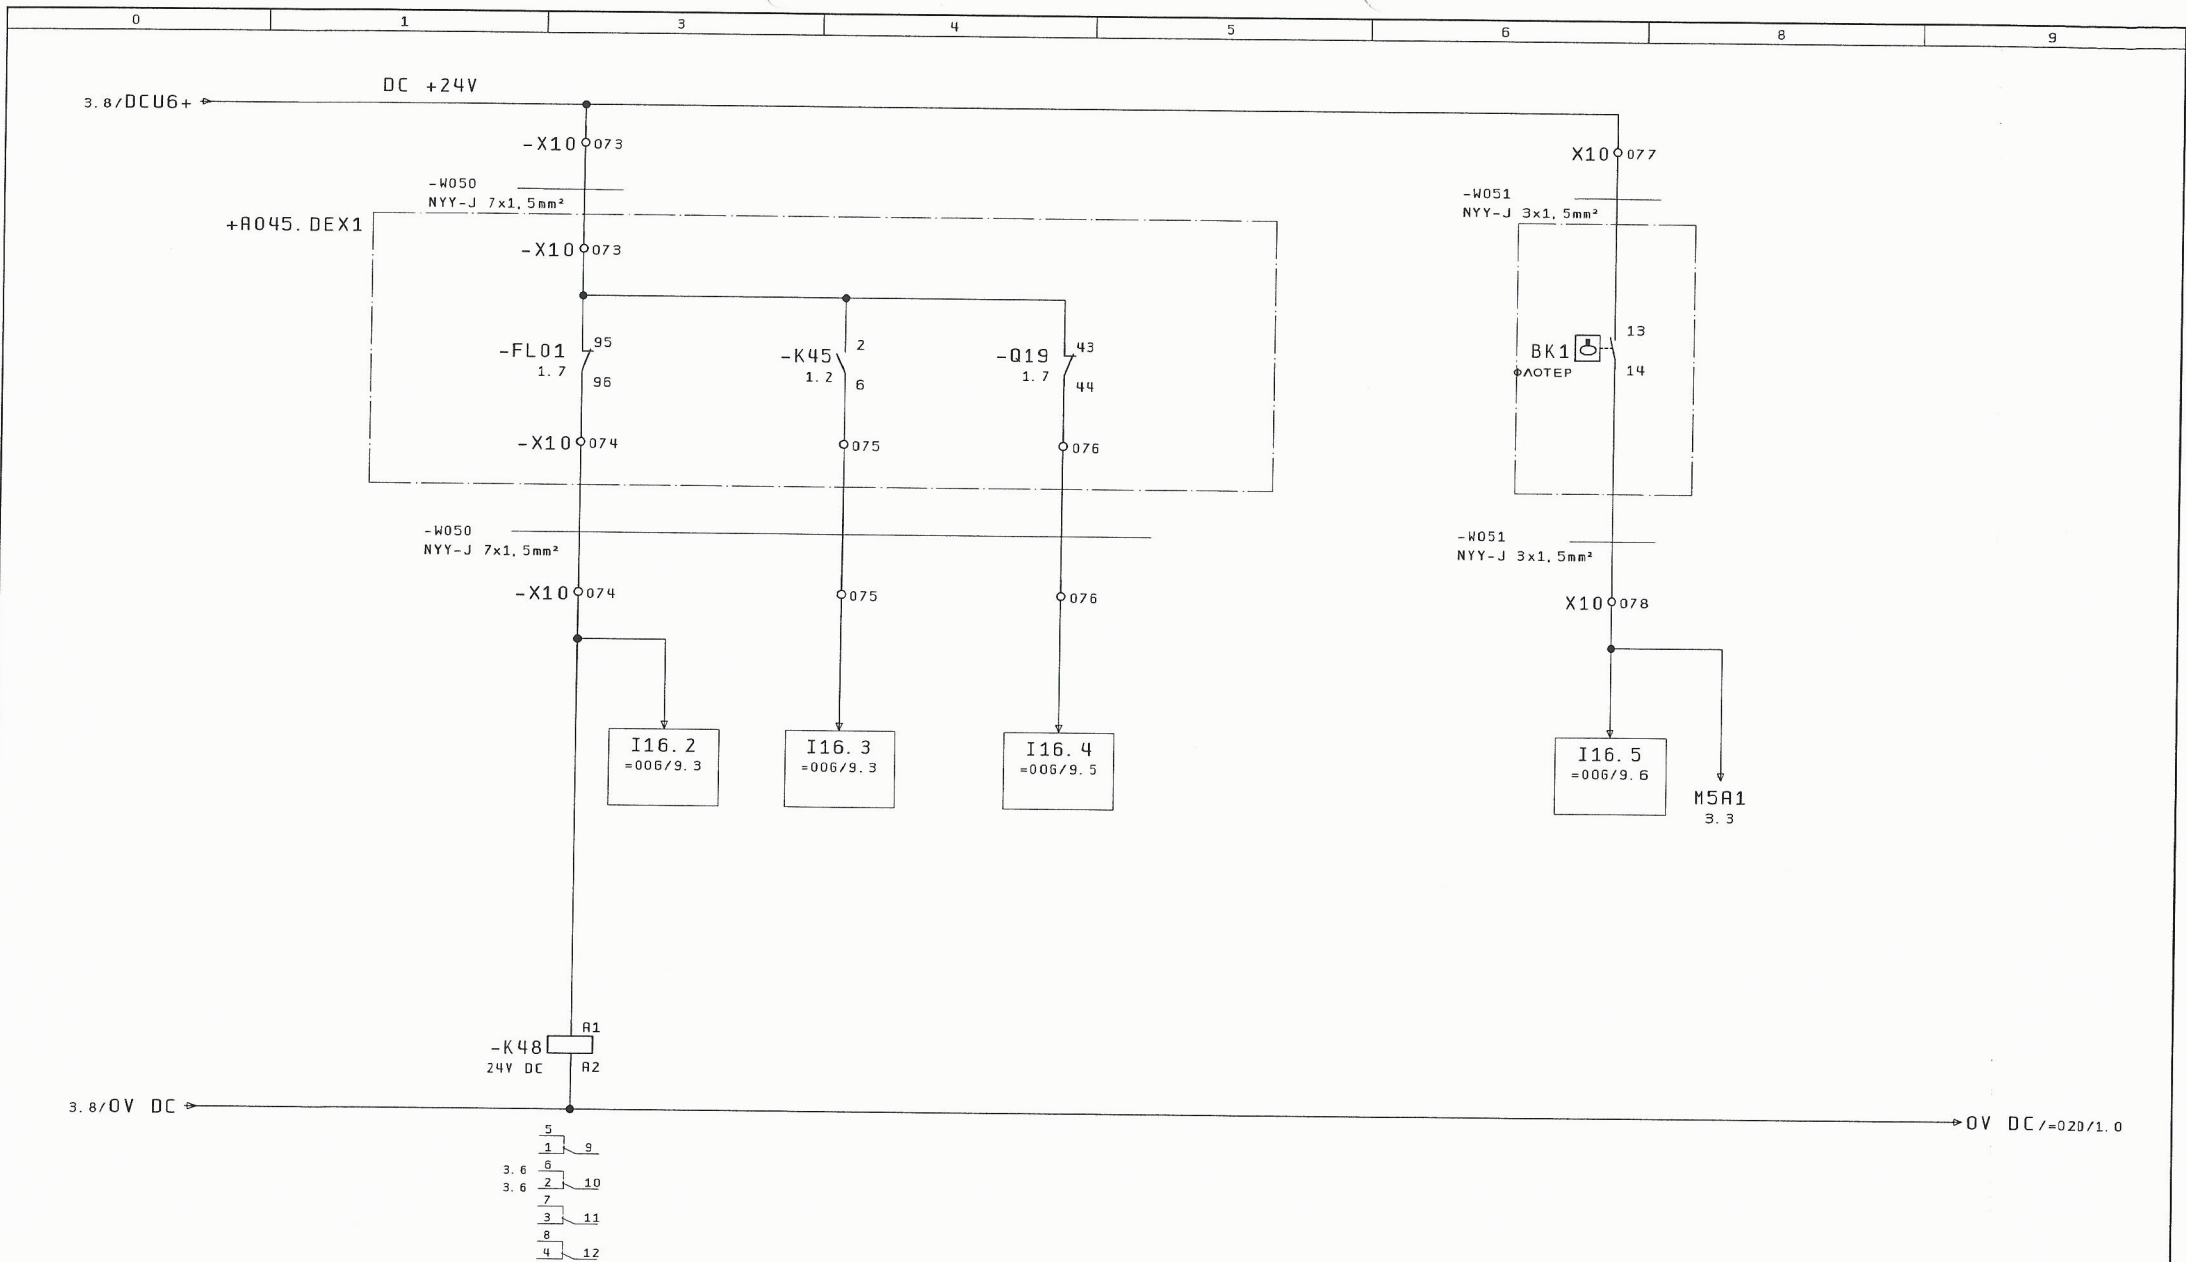 0 1 3 4 5 6 8 9
DC +24V
3.8/DCU6+
-X10 073
X10 077
-W050
NYY-J 7x1,5mm²
-W051
NYY-J 3x1,5mm²
+A045.DEX1
-X10 073
-FL01 95
1.7
96
-K45 2
1.2 6
-Q19 43
1.7 44
BK1 13
ФЛОТЕР 14
-X10 074
075
076
-W050
NYY-J 7x1,5mm²
-W051
NYY-J 3x1,5mm²
-X10 074
075
076
X10 078
I16.2
=006/9.3
I16.3
=006/9.3
I16.4
=006/9.5
I16.5
=006/9.6
M5A1
3.3
A1
-K48
24V DC A2
3.8/0V DC
0V DC/=020/1.0
5
1 9
3.6 6
3.6 2 10
7
3 11
8
4 12